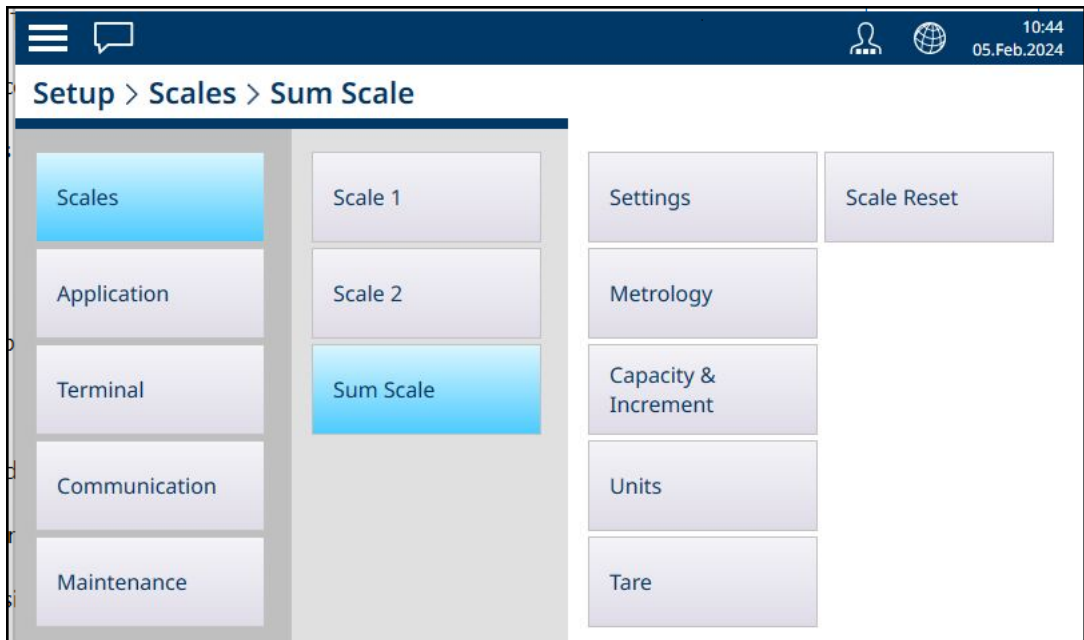 10:44
05.Feb.2024
Setup > Scales > Sum Scale
Scales
Application
Terminal
Communication
Maintenance
Scale 1
Scale 2
Sum Scale
Settings
Metrology
Capacity &
Increment
Units
Tare
Scale Reset